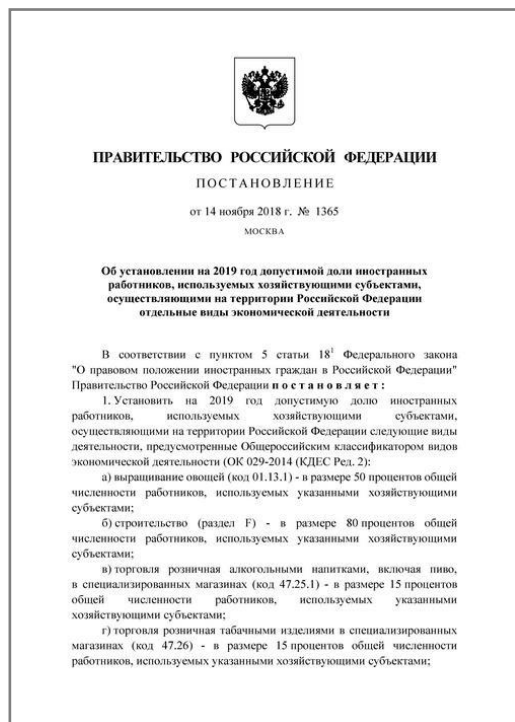 ПРАВИТЕЛЬСТВО РОССИЙСКОЙ ФЕДЕРАЦИИ
ПОСТАНОВЛЕНИЕ
от 14 ноября 2018 г. № 1365
МОСКВА
Об установлении на 2019 год допустимой доли иностранных
работников, используемых хозяйствующими субъектами,
осуществляющими на территории Российской Федерации
отдельные виды экономической деятельности
В соответствии с пунктом 5 статьи 18¹ Федерального закона
"О правовом положении иностранных граждан в Российской Федерации"
Правительство Российской Федерации постановляет:
1. Установить на 2019 год допустимую долю иностранных
работников, используемых хозяйствующими субъектами,
осуществляющими на территории Российской Федерации следующие виды
деятельности, предусмотренные Общероссийским классификатором видов
экономической деятельности (ОК 029-2014 (КДЕС Ред. 2):
а) выращивание овощей (код 01.13.1) - в размере 50 процентов общей
численности работников, используемых указанными хозяйствующими
субъектами;
б) строительство (раздел F) - в размере 80 процентов общей
численности работников, используемых указанными хозяйствующими
субъектами;
в) торговля розничная алкогольными напитками, включая пиво,
в специализированных магазинах (код 47.25.1) - в размере 15 процентов
общей численности работников, используемых указанными
хозяйствующими субъектами;
г) торговля розничная табачными изделиями в специализированных
магазинах (код 47.26) - в размере 15 процентов общей численности
работников, используемых указанными хозяйствующими субъектами;